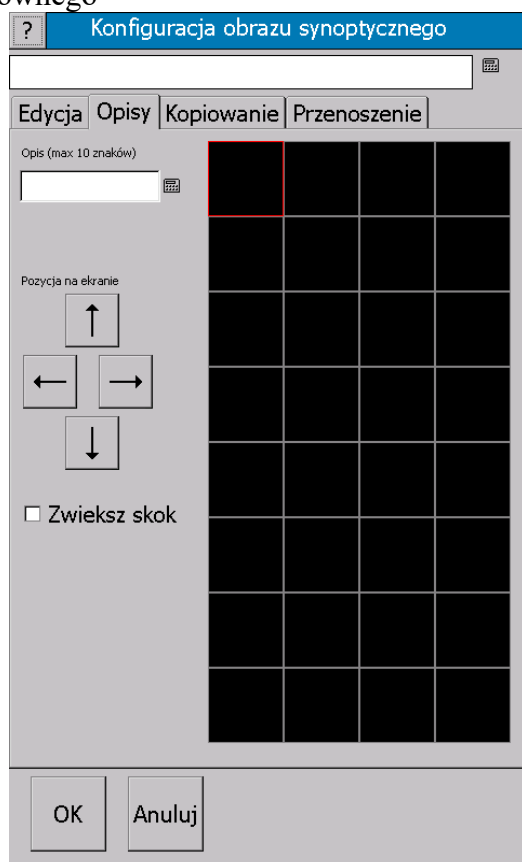 ? Konfiguracja obrazu synoptycznego
Edycja Opisy Kopiowanie Przenoszenie
Opis (max 10 znaków)
Pozycja na ekranie
↑
← →
↓
Zwieksz skok
OK Anuluj